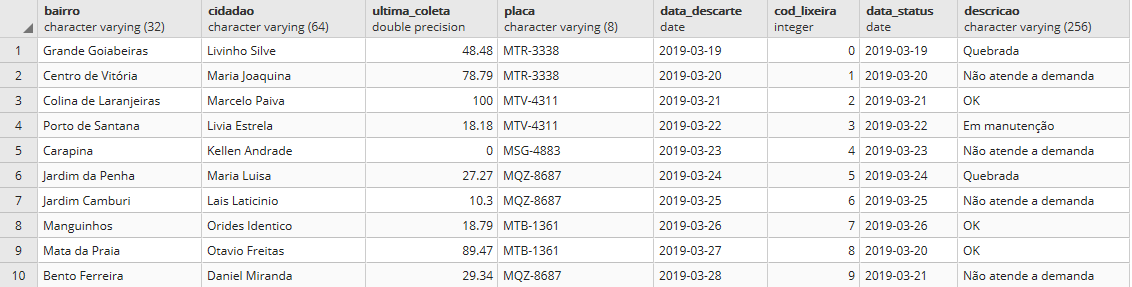 bairro cidadao ultima_coleta placa data_descarte cod_lixeira data_status descricao
character varying (32) character varying (64) double precision character varying (8) date integer date character varying (256)
1 Grande Goiabeiras Livinho Silve 48.48 MTR-3338 2019-03-19 0 2019-03-19 Quebrada
2 Centro de Vitória Maria Joaquina 78.79 MTR-3338 2019-03-20 1 2019-03-20 Não atende a demanda
3 Colina de Laranjeiras Marcelo Paiva 100 MTV-4311 2019-03-21 2 2019-03-21 OK
4 Porto de Santana Livia Estrela 18.18 MTV-4311 2019-03-22 3 2019-03-22 Em manutenção
5 Carapina Kellen Andrade 0 MSG-4883 2019-03-23 4 2019-03-23 Não atende a demanda
6 Jardim da Penha Maria Luisa 27.27 MQZ-8687 2019-03-24 5 2019-03-24 Quebrada
7 Jardim Camburi Lais Laticinio 10.3 MQZ-8687 2019-03-25 6 2019-03-25 Não atende a demanda
8 Manguinhos Orides Identico 18.79 MTB-1361 2019-03-26 7 2019-03-26 OK
9 Mata da Praia Otavio Freitas 89.47 MTB-1361 2019-03-27 8 2019-03-20 OK
10 Bento Ferreira Daniel Miranda 29.34 MQZ-8687 2019-03-28 9 2019-03-21 Não atende a demanda